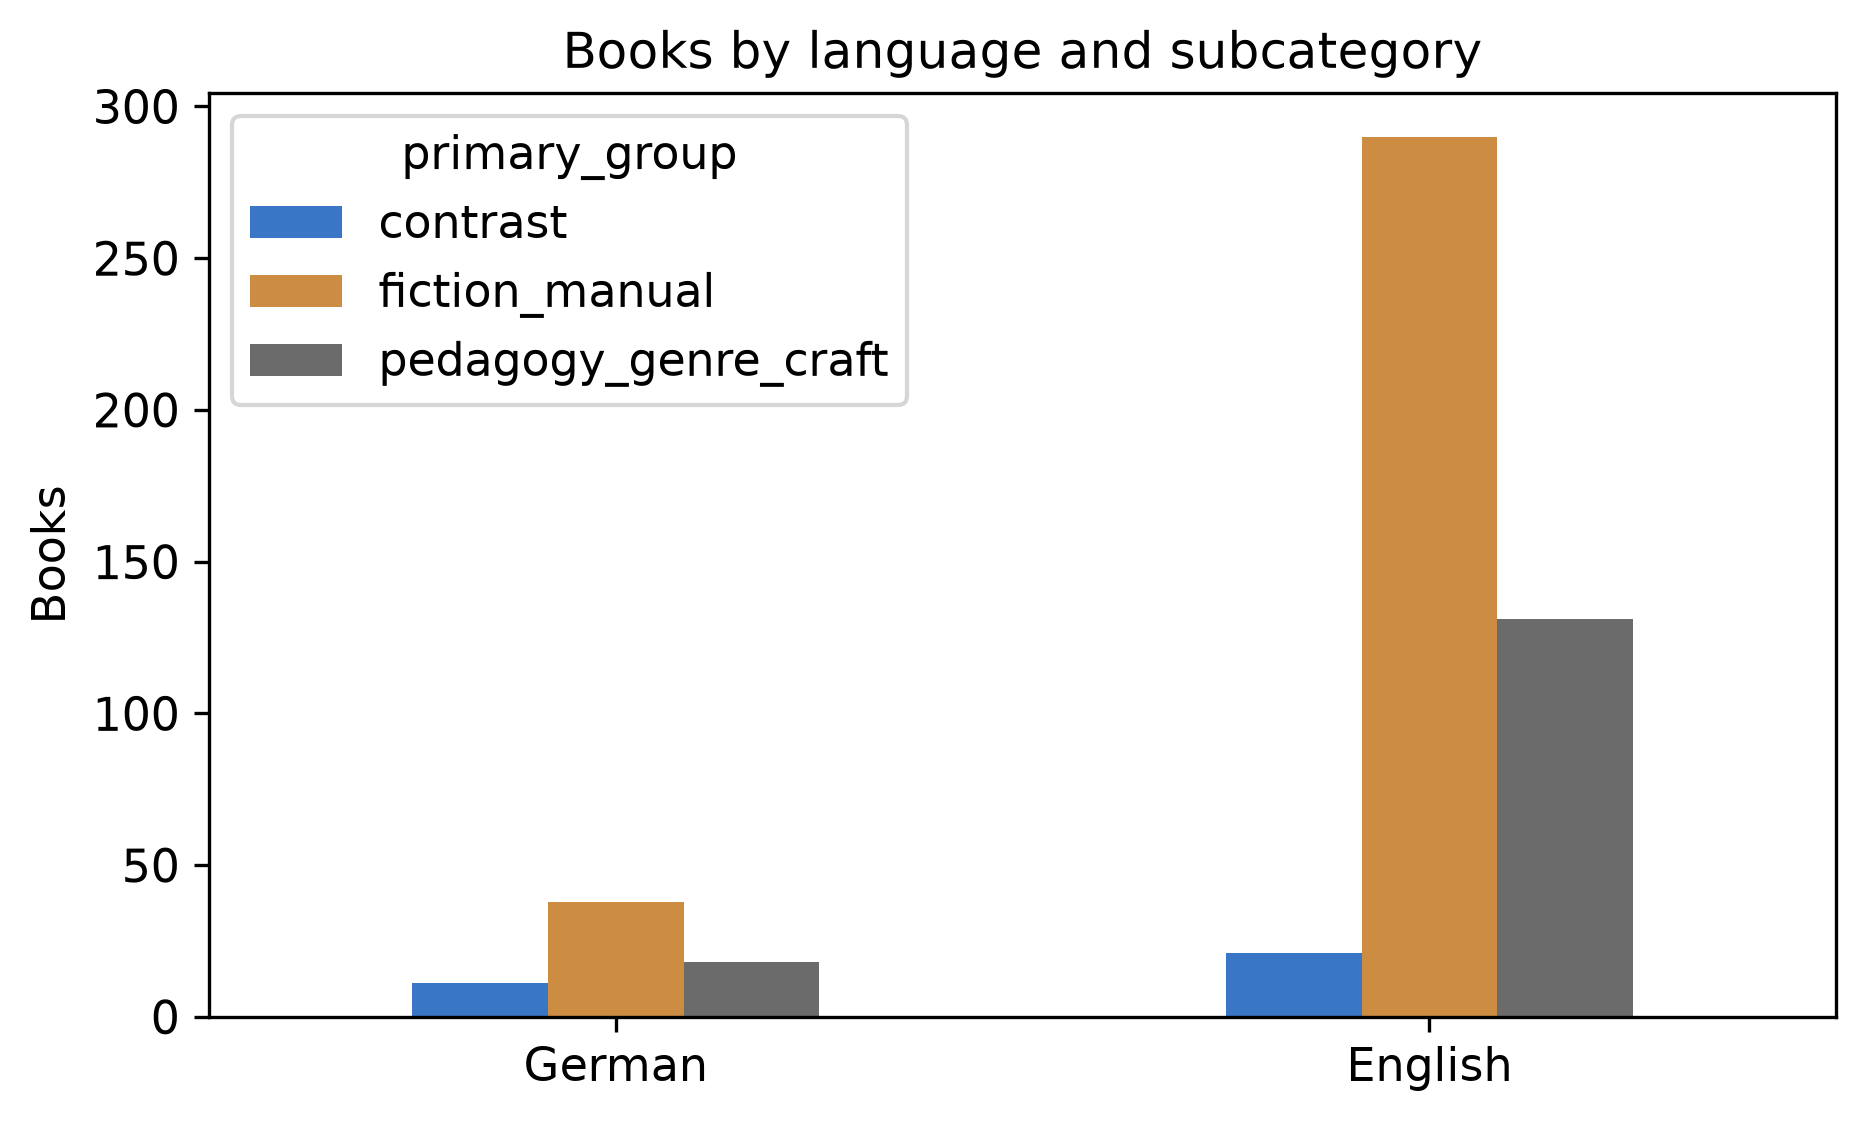 Books by language and subcategory
300
250
200
150
100
50
0
Books
primary_group
contrast
fiction_manual
pedagogy_genre_craft
German
English